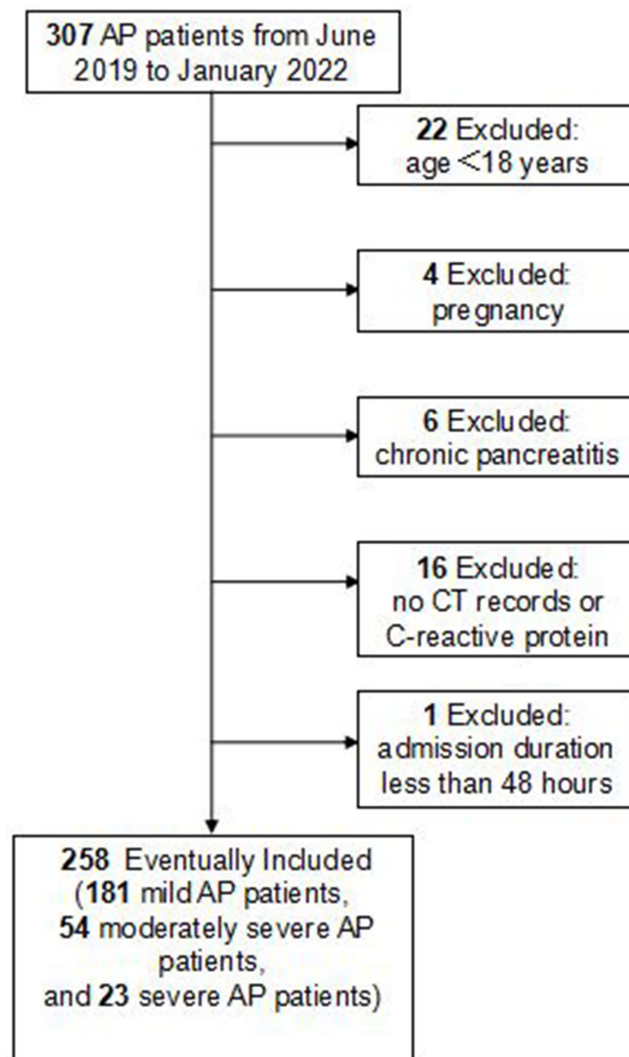 307 AP patients from June
2019 to January 2022
22 Excluded:
age <18 years
4 Excluded:
pregnancy
6 Excluded:
chronic pancreatitis
16 Excluded:
no CT records or
C-reactive protein
1 Excluded:
admission duration
less than 48 hours
258 Eventually Included
(181 mild AP patients,
54 moderately severe AP
patients,
and 23 severe AP patients)